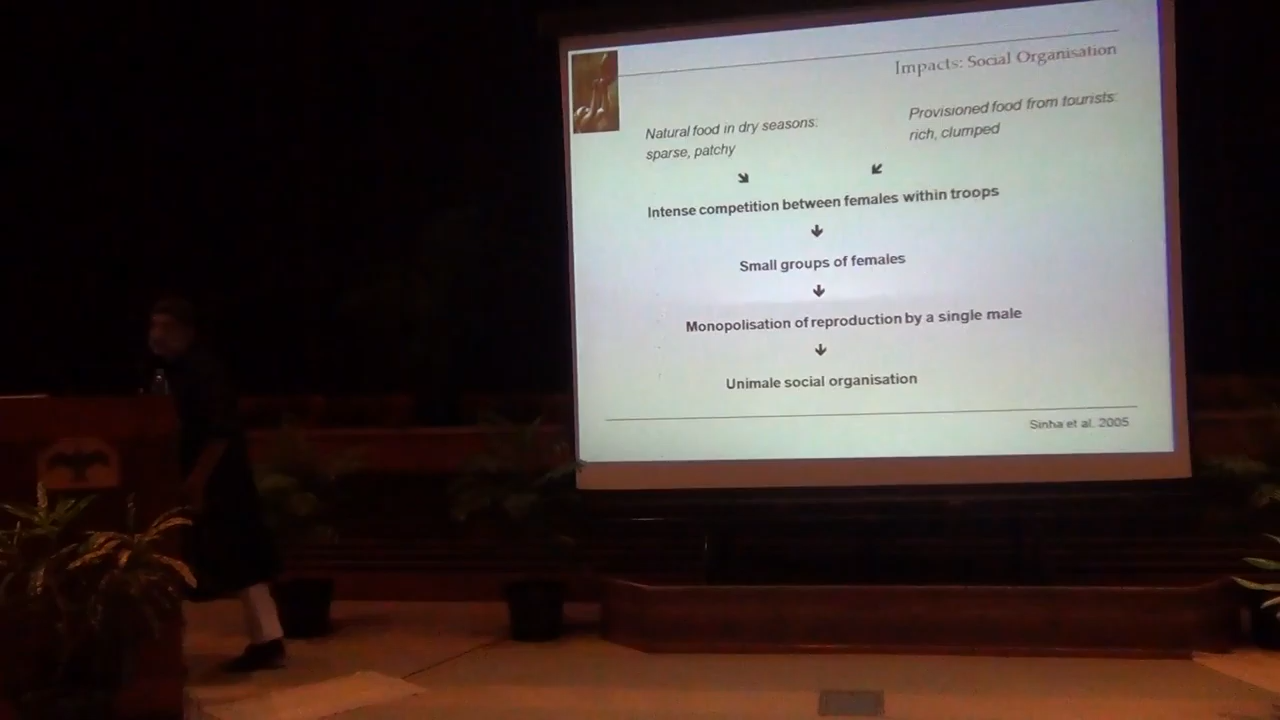 Impacts: Social Organisation
Natural food in dry seasons:
sparse, patchy
Provisioned food from tourists:
rich, clumped
Intense competition between females within troops
Small groups of females
Monopolisation of reproduction by a single male
Unimale social organisation
Sinha et al. 2005